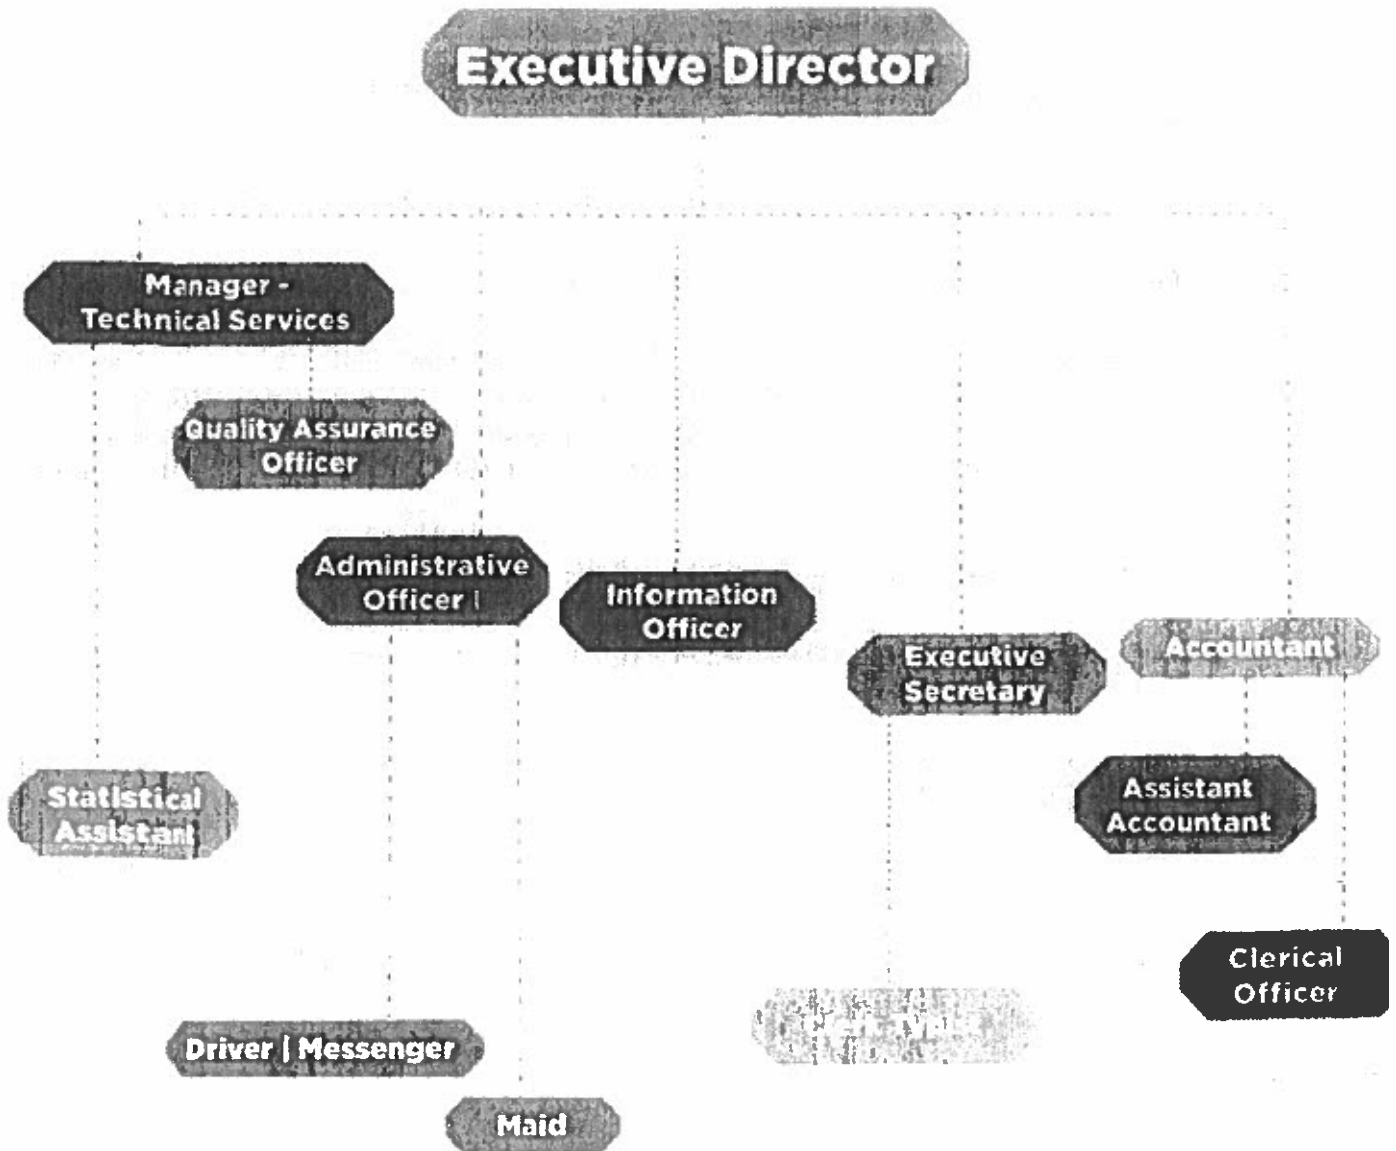 Executive Director
Manager -
Technical Services
Quality Assurance
Officer
Administrative
Officer I
Information
Officer
Executive
Secretary
Accountant
Statistical
Assistant
Assistant
Accountant
Clerical
Officer
Driver | Messenger
Maid